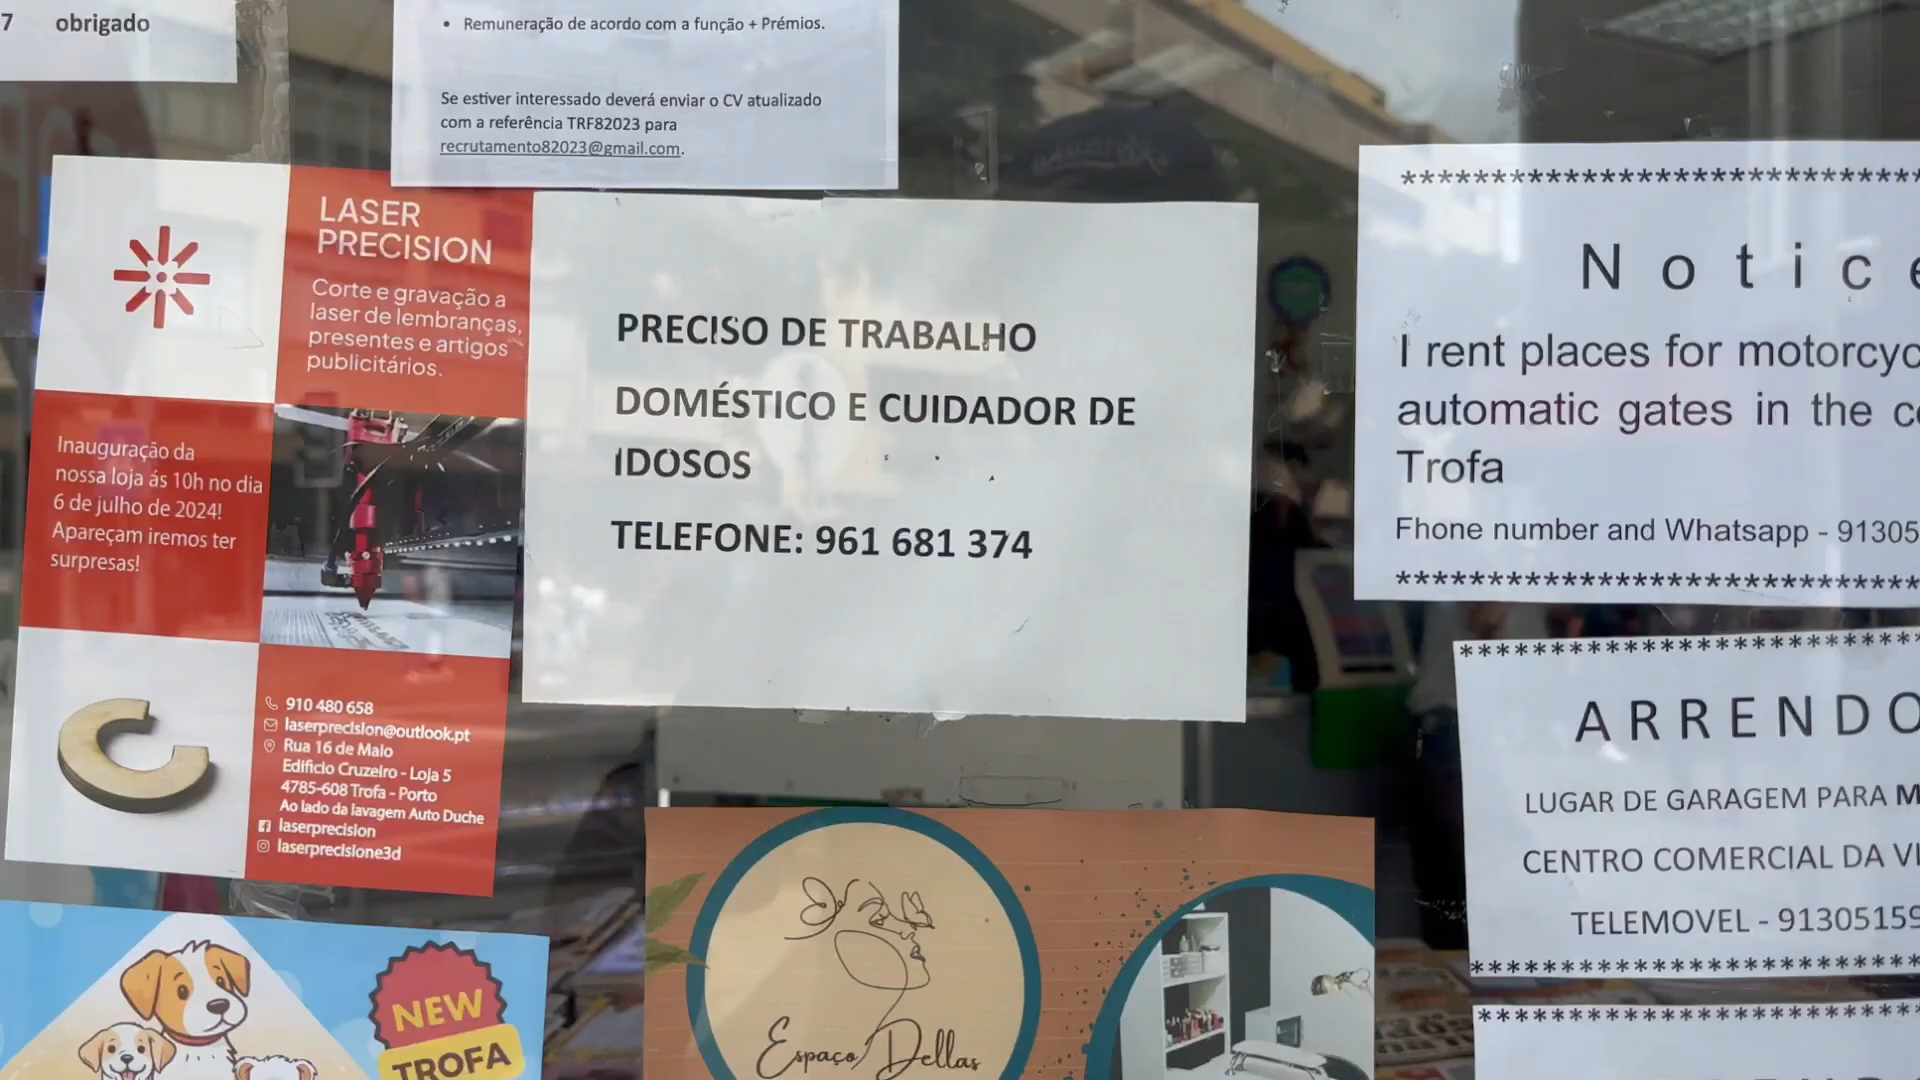 7 obrigado
• Remuneração de acordo com a função + Prémios.
Se estiver interessado deverá enviar o CV atualizado
com a referência TRF82023 para
recrutamento82023@gmail.com.
LASER
PRECISION
Corte e gravação a
laser de lembranças,
presentes e artigos
publicitários.
Inauguração da
nossa loja ás 10h no dia
6 de julho de 2024!
Apareçam iremos ter
surpresas!
910 480 658
laserprecision@outlook.pt
Rua 16 de Maio
Edificio Cruzeiro - Loja 5
4785-608 Trofa - Porto
Ao lado da lavagem Auto Duche
laserprecision
laserprecisione3d
PRECISO DE TRABALHO
DOMÉSTICO E CUIDADOR DE
IDOSOS
TELEFONE: 961 681 374
*****************************
Notice
I rent places for motorcyc
automatic gates in the co
Trofa
Fhone number and Whatsapp - 91305
*****************************
**************************
ARRENDO
LUGAR DE GARAGEM PARA M
CENTRO COMERCIAL DA VI
TELEMOVEL - 91305159
**************************
**************************
NEW
TROFA
Espaço Dellas